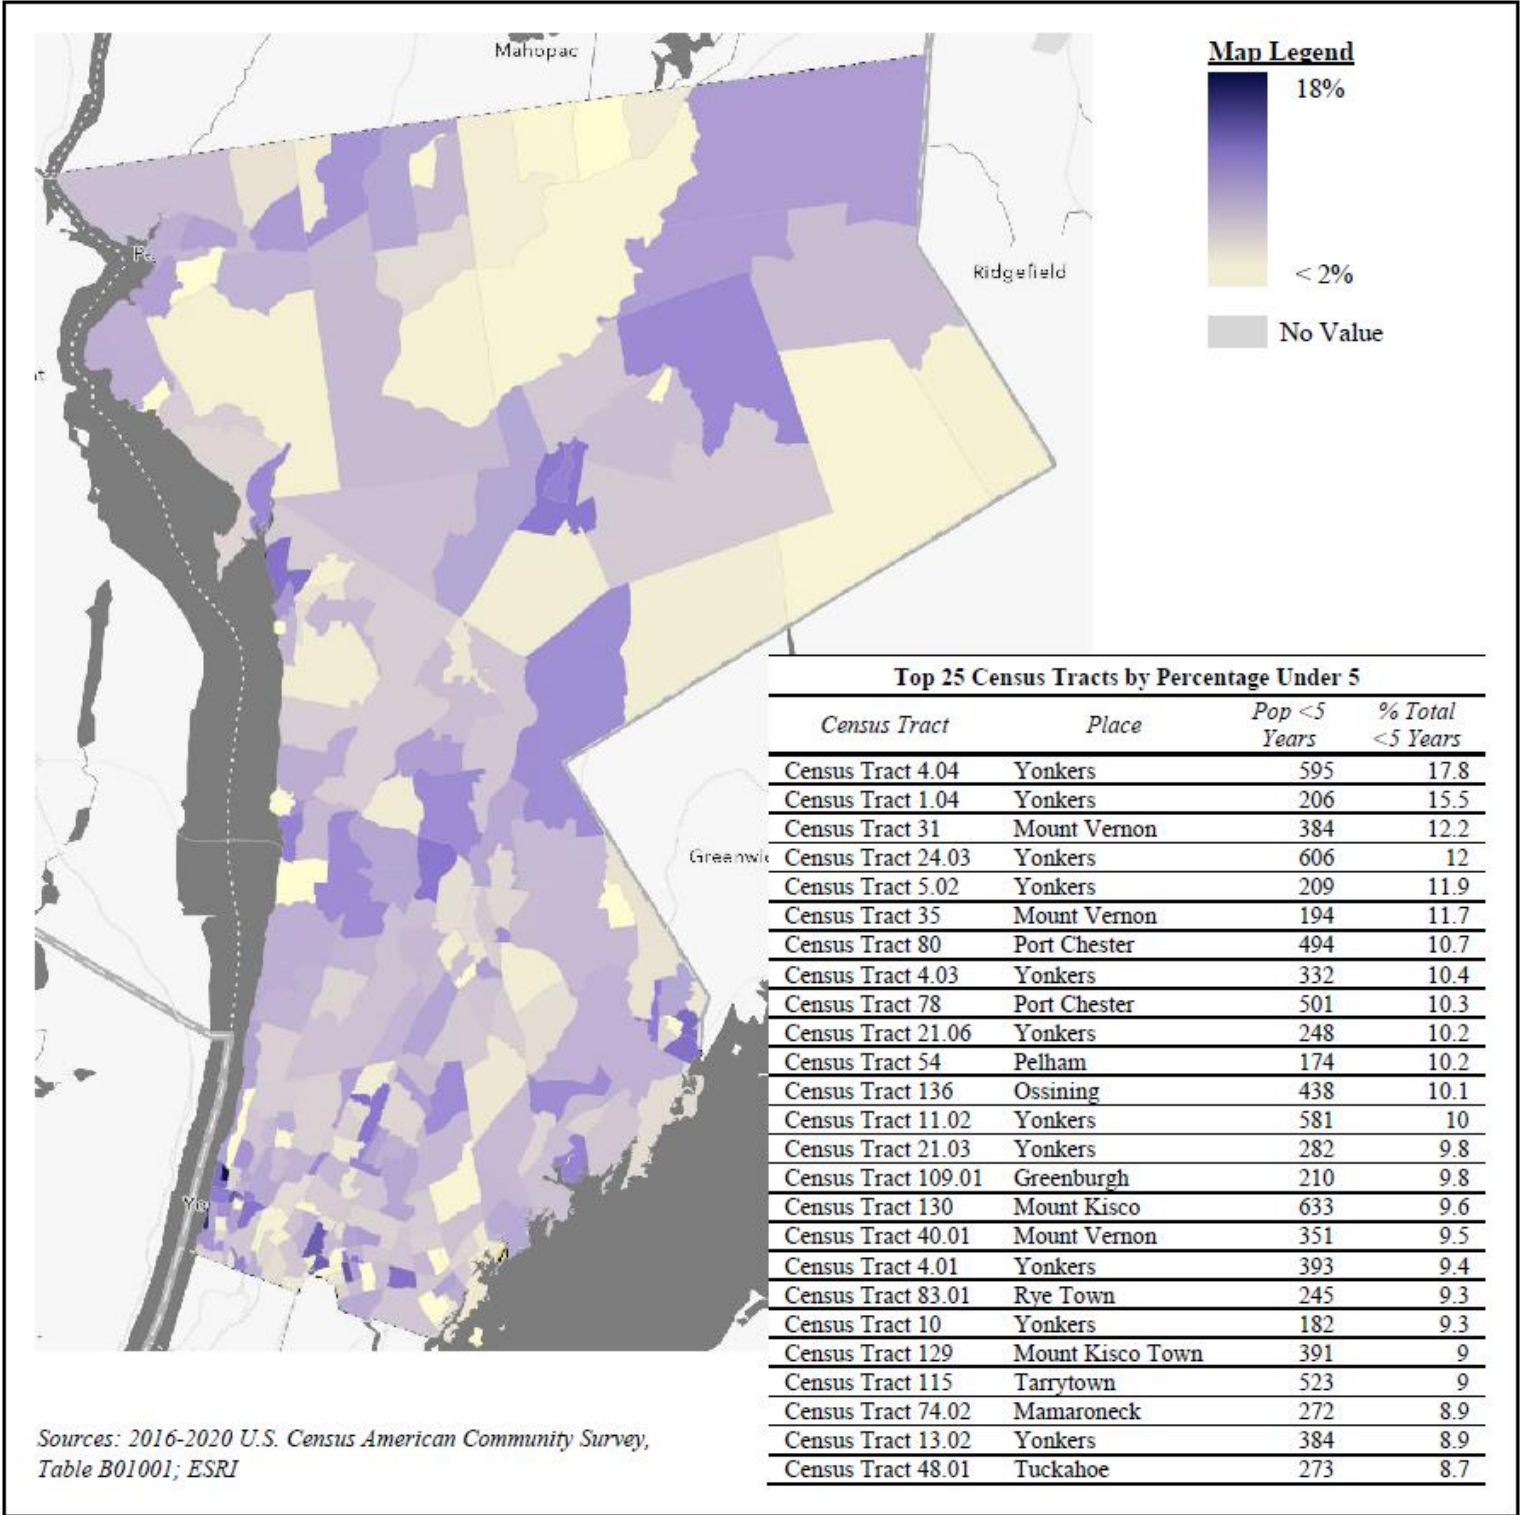 Mahopac
Map Legend
18%
Ridgefield
< 2%
No Value
Top 25 Census Tracts by Percentage Under 5
Census Tract Place Pop <5 Years % Total <5 Years
Census Tract 4.04 Yonkers 595 17.8
Census Tract 1.04 Yonkers 206 15.5
Census Tract 31 Mount Vernon 384 12.2
Greenwic
Census Tract 24.03 Yonkers 606 12
Census Tract 5.02 Yonkers 209 11.9
Census Tract 35 Mount Vernon 194 11.7
Census Tract 80 Port Chester 494 10.7
Census Tract 4.03 Yonkers 332 10.4
Census Tract 78 Port Chester 501 10.3
Census Tract 21.06 Yonkers 248 10.2
Census Tract 54 Pelham 174 10.2
Census Tract 136 Ossining 438 10.1
Census Tract 11.02 Yonkers 581 10
Census Tract 21.03 Yonkers 282 9.8
Census Tract 109.01 Greenburgh 210 9.8
Census Tract 130 Mount Kisco 633 9.6
Census Tract 40.01 Mount Vernon 351 9.5
Census Tract 4.01 Yonkers 393 9.4
Census Tract 83.01 Rye Town 245 9.3
Census Tract 10 Yonkers 182 9.3
Census Tract 129 Mount Kisco Town 391 9
Census Tract 115 Tarrytown 523 9
Census Tract 74.02 Mamaroneck 272 8.9
Census Tract 13.02 Yonkers 384 8.9
Census Tract 48.01 Tuckahoe 273 8.7
Sources: 2016-2020 U.S. Census American Community Survey,
Table B01001; ESRI